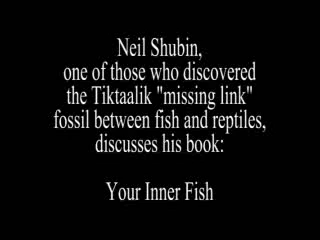 Neil Shubin,
one of those who discovered
the Tiktaalik "missing link"
fossil between fish and reptiles,
discusses his book:
Your Inner Fish